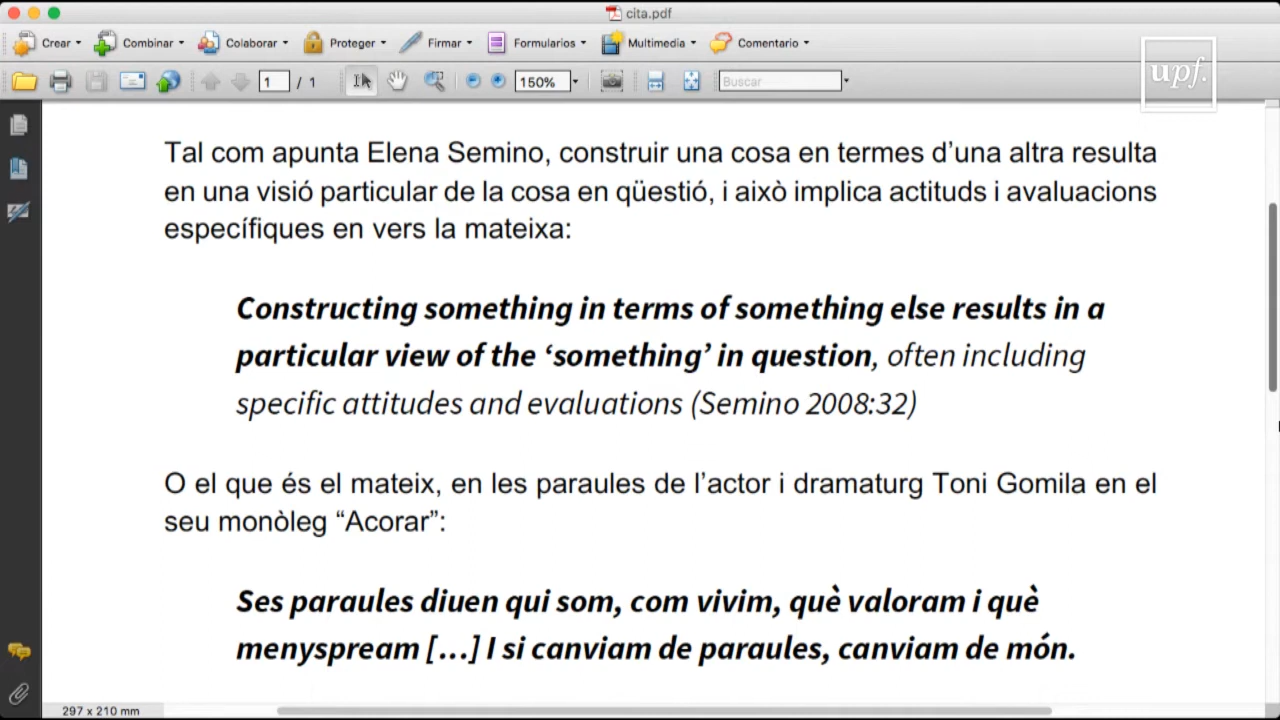 cita.pdf
Crear Combinar Colaborar Proteger Firmar Formularios Multimedia Comentario
1 / 1 150% Buscar
upf.
Tal com apunta Elena Semino, construir una cosa en termes d’una altra resulta
en una visió particular de la cosa en qüestió, i això implica actituds i avaluacions
específiques en vers la mateixa:
Constructing something in terms of something else results in a
particular view of the ‘something’ in question, often including
specific attitudes and evaluations (Semino 2008:32)
O el que és el mateix, en les paraules de l’actor i dramaturg Toni Gomila en el
seu monòleg “Acorar”:
Ses paraules diuen qui som, com vivim, què valoram i què
menyspream [...] I si canviam de paraules, canviam de món.
297 x 210 mm